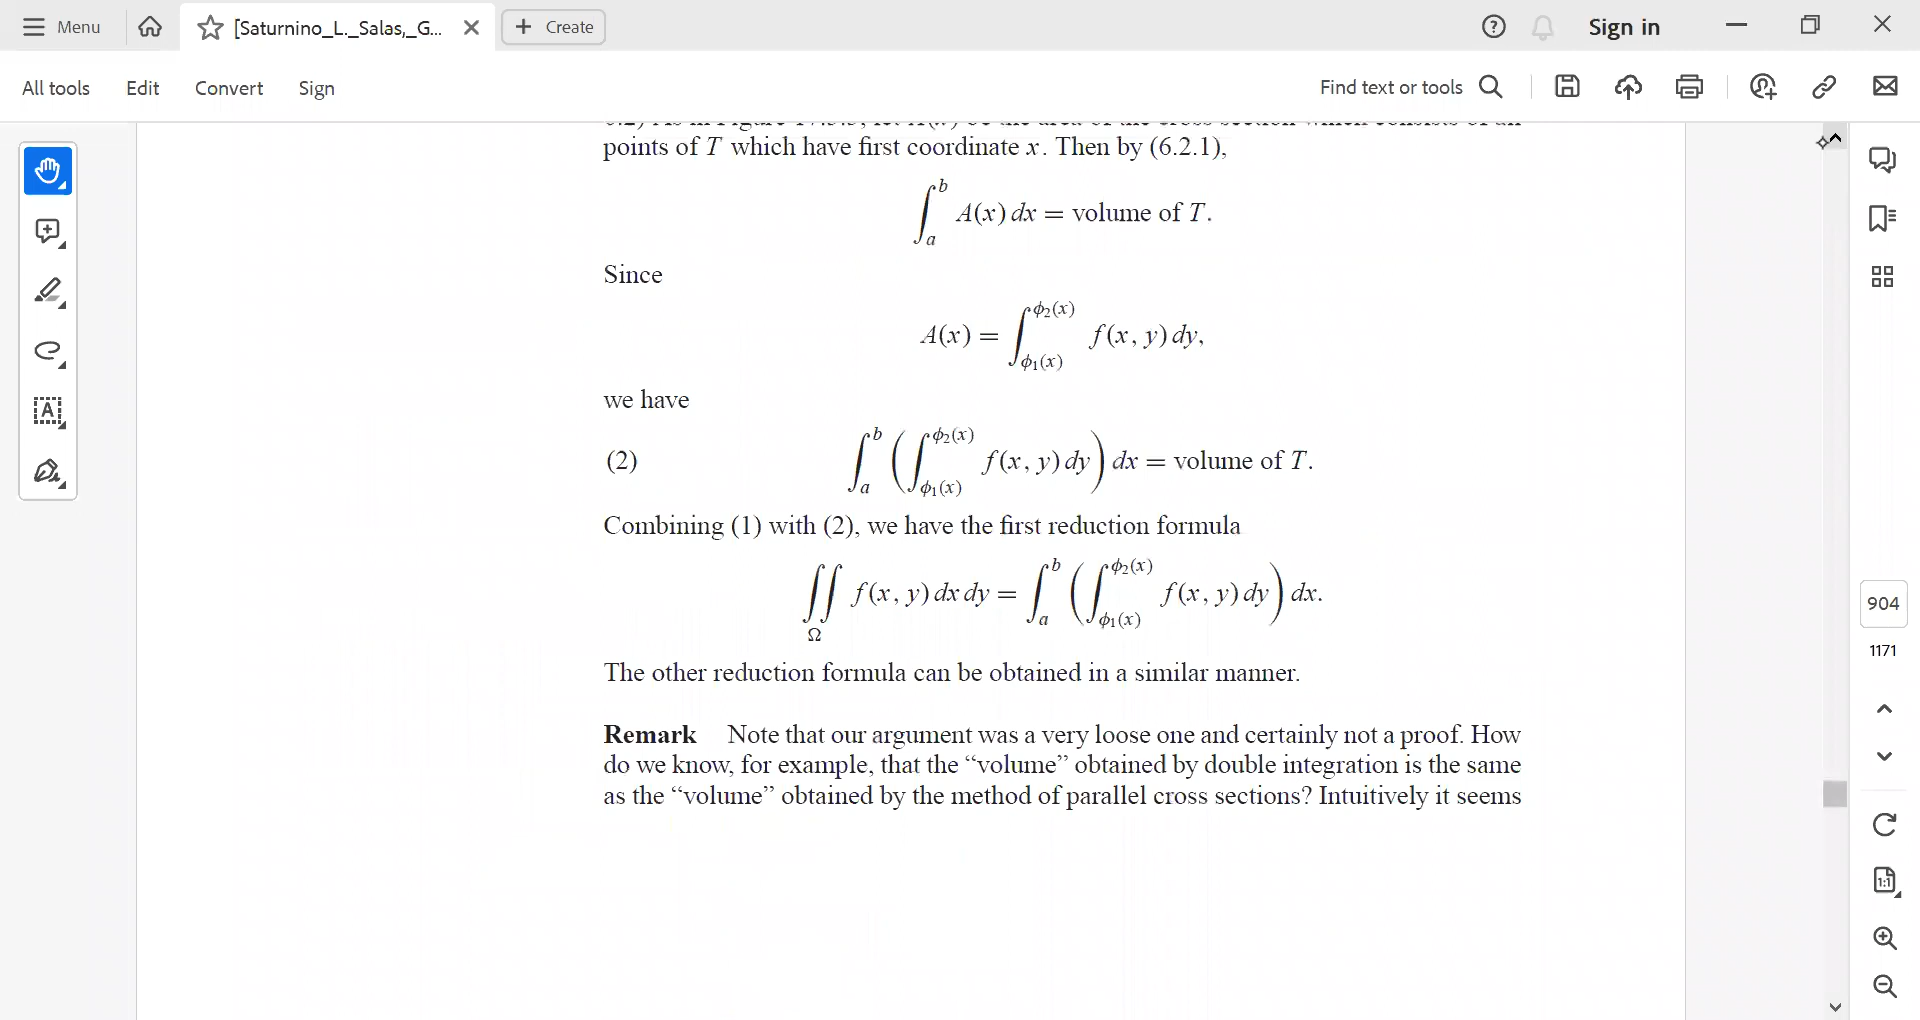 Menu
[Saturnino_L._Salas,_G...
Create
Sign in
All tools
Edit
Convert
Sign
Find text or tools
points of T which have first coordinate x. Then by (6.2.1),
∫_a^b A(x) dx = volume of T.
Since
A(x) = ∫_{ϕ₁(x)}^{ϕ₂(x)} f(x, y) dy,
we have
(2) ∫_a^b (∫_{ϕ₁(x)}^{ϕ₂(x)} f(x, y) dy) dx = volume of T.
Combining (1) with (2), we have the first reduction formula
∬_Ω f(x, y) dx dy = ∫_a^b (∫_{ϕ₁(x)}^{ϕ₂(x)} f(x, y) dy) dx.
The other reduction formula can be obtained in a similar manner.
Remark Note that our argument was a very loose one and certainly not a proof. How
do we know, for example, that the “volume” obtained by double integration is the same
as the “volume” obtained by the method of parallel cross sections? Intuitively it seems
904
1171